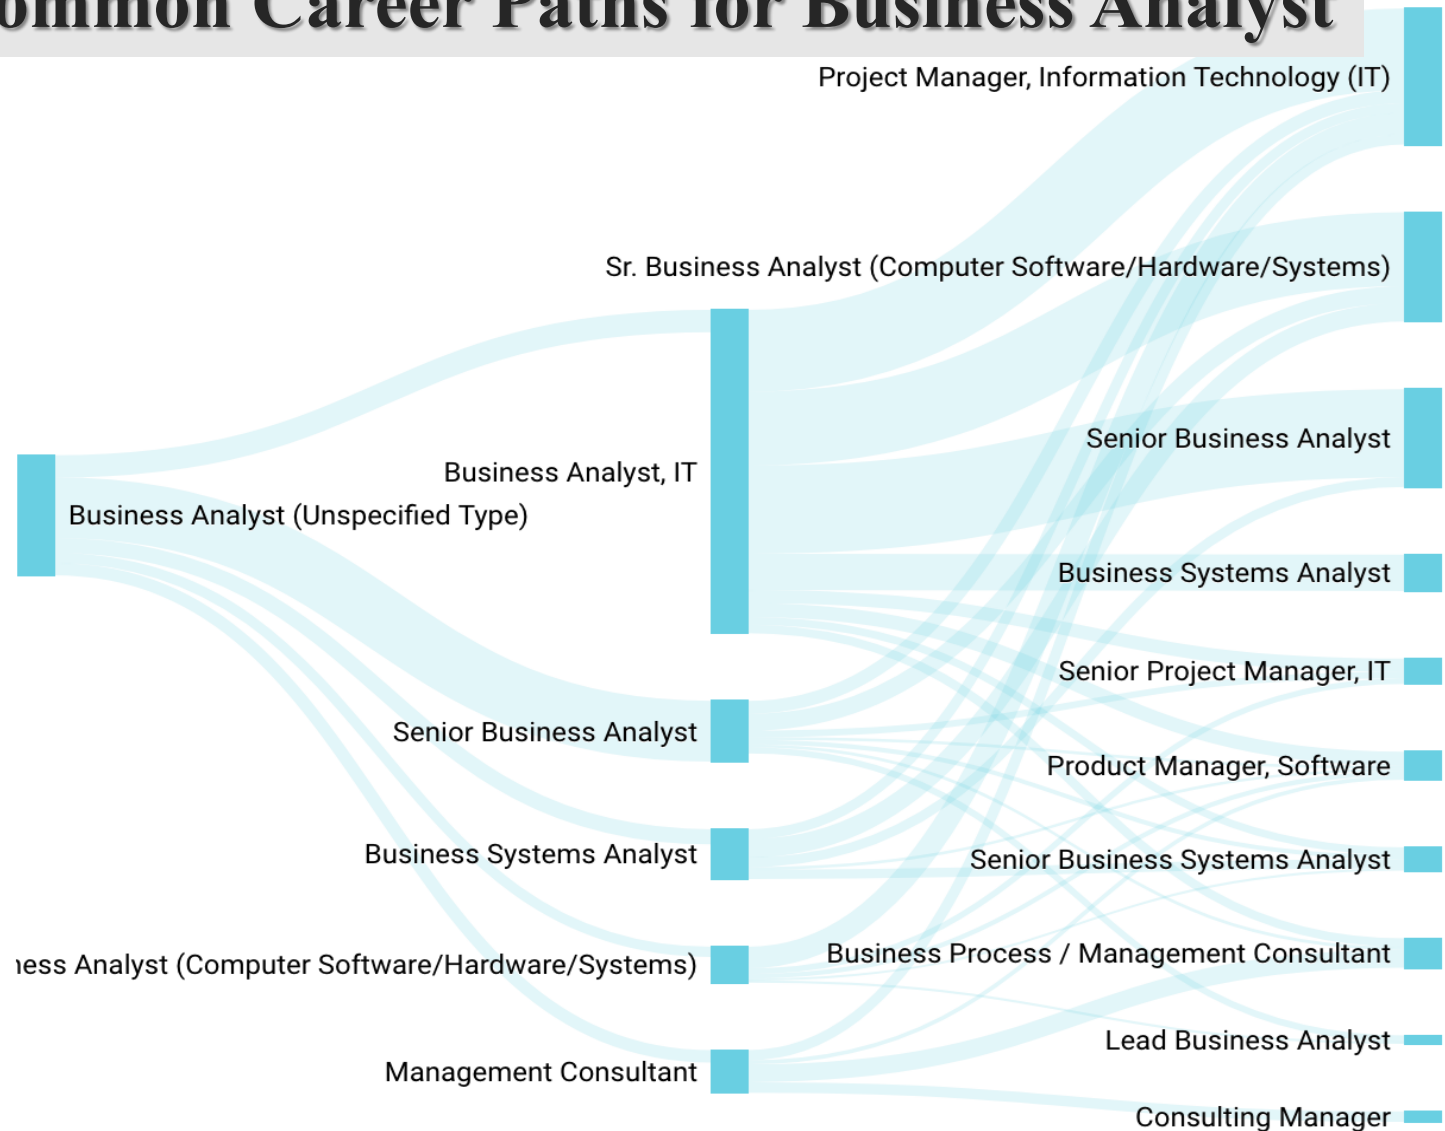 Career Paths for Business Analyst
Project Manager, Information Technology (IT)
Sr. Business Analyst (Computer Software/Hardware/Systems)
Senior Business Analyst
Business Analyst, IT
Business Analyst (Unspecified Type)
Business Systems Analyst
Senior Project Manager, IT
Senior Business Analyst
Product Manager, Software
Business Systems Analyst
Senior Business Systems Analyst
Analyst (Computer Software/Hardware/Systems)
Business Process / Management Consultant
Lead Business Analyst
Management Consultant
Consulting Manager